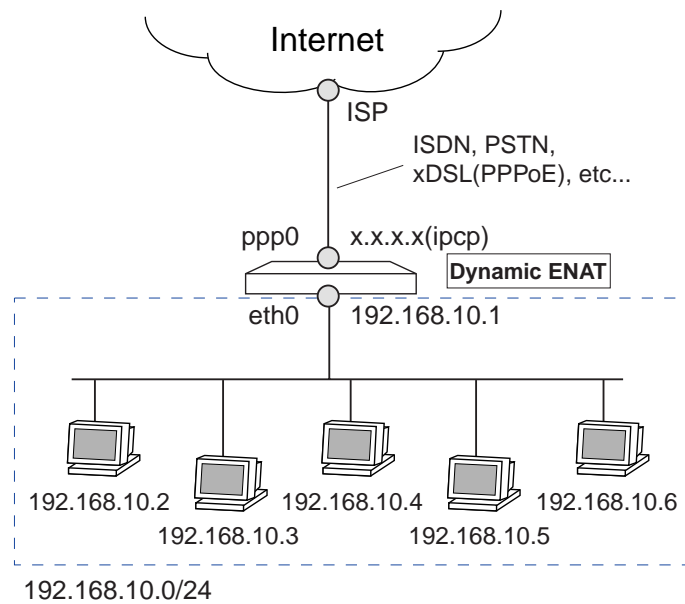 Internet
ISP
ISDN, PSTN,
xDSL(PPPoE), etc...
ppp0
x.x.x.x(ipcp)
Dynamic ENAT
eth0
192.168.10.1
192.168.10.2
192.168.10.3
192.168.10.4
192.168.10.5
192.168.10.6
192.168.10.0/24